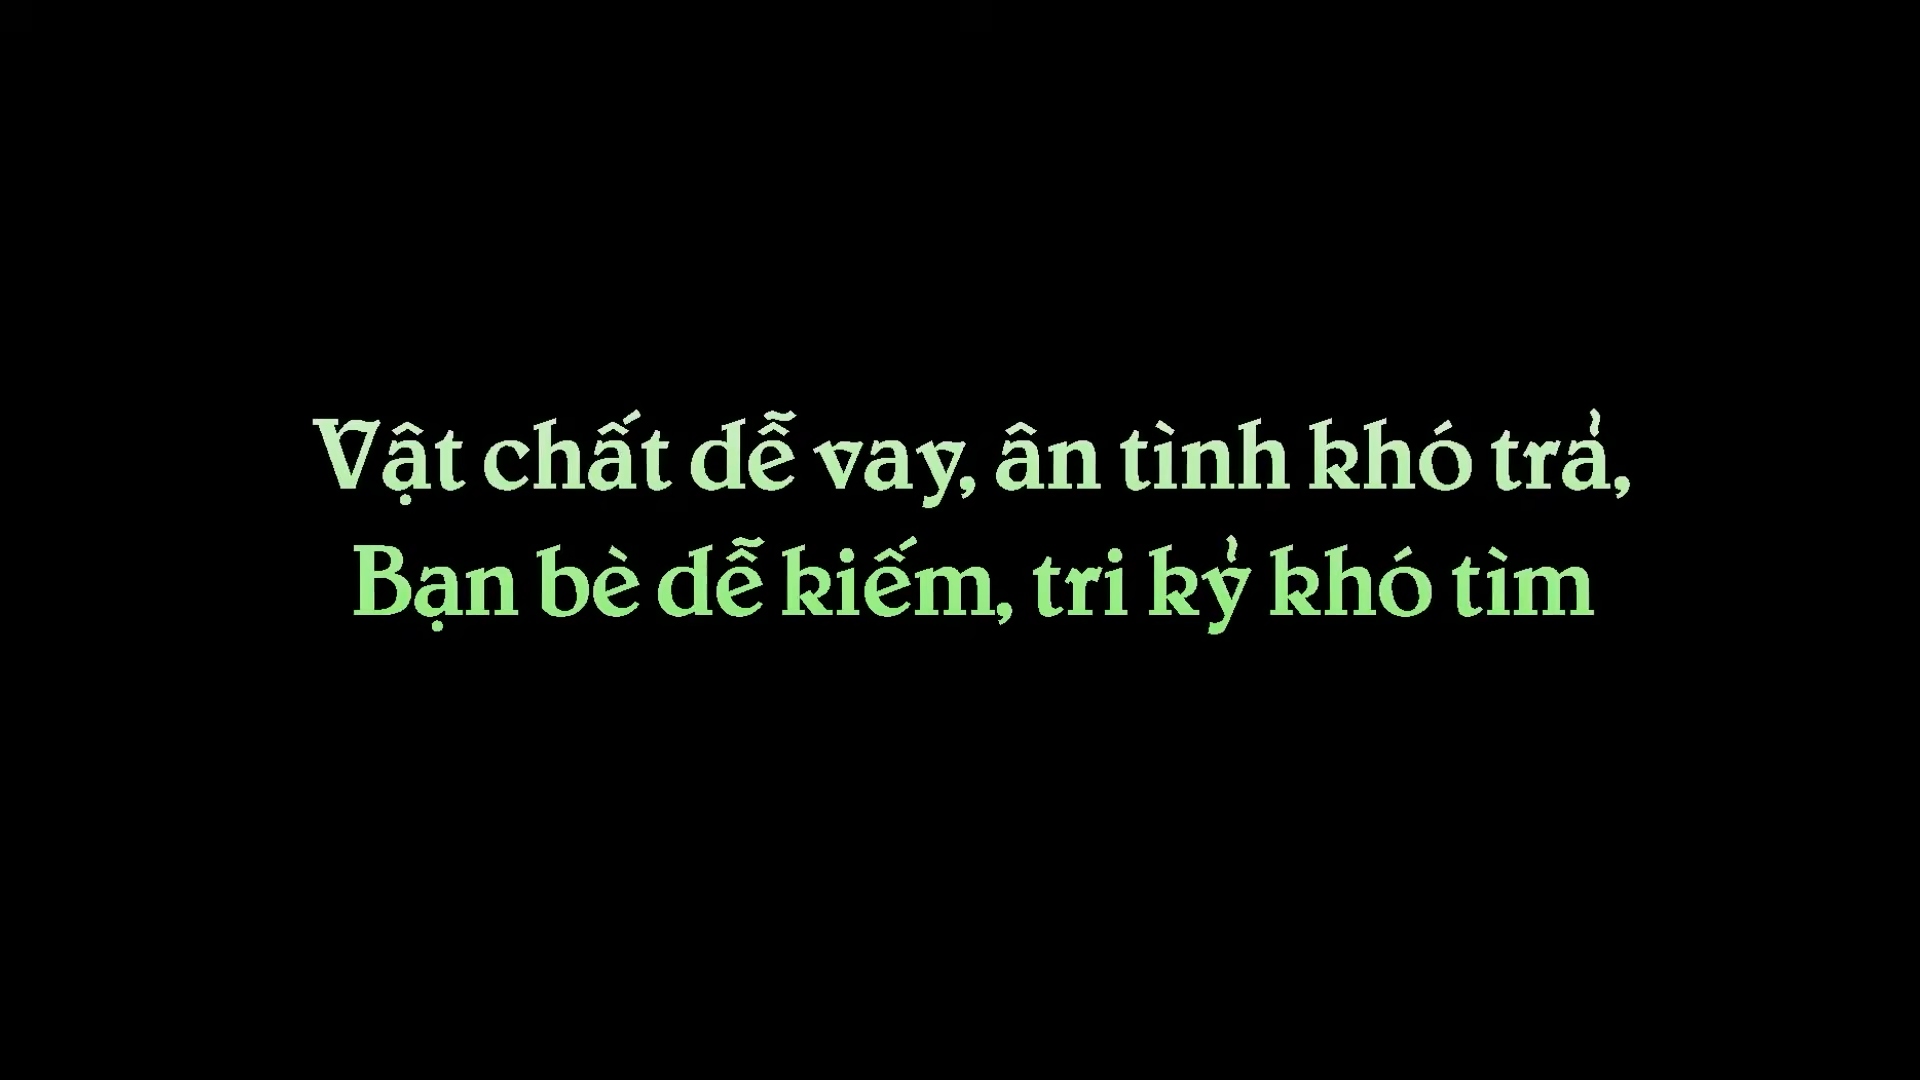 Vật chất dễ vay, ân tình khó trả,
Bạn bè dễ kiếm, tri kỷ khó tìm